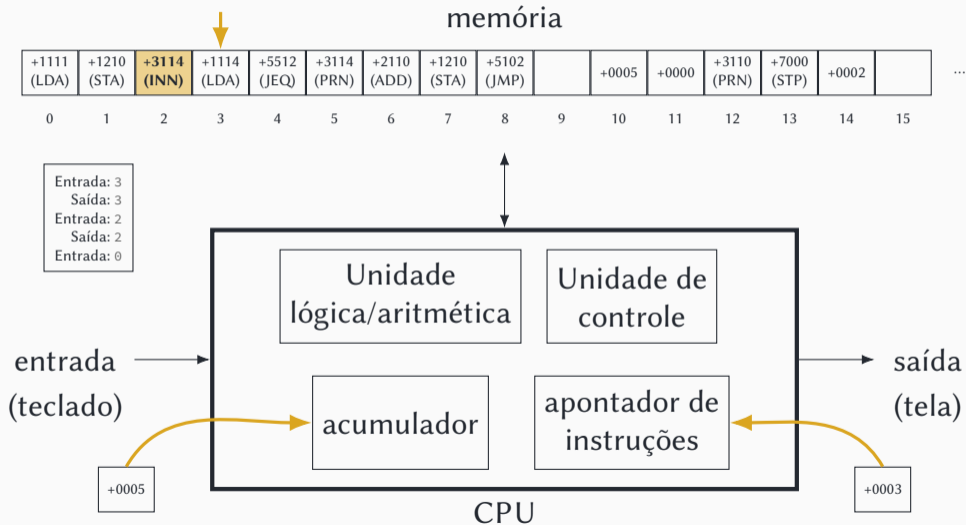 memória
+1111 +1210 +3114 +1114 +5512 +3114 +2110 +1210 +5102 +0005 +0000 +3110 +7000 +0002 ...
(LDA) (STA) (INN) (LDA) (JEQ) (PRN) (ADD) (STA) (JMP) (PRN) (STP)
0 1 2 3 4 5 6 7 8 9 10 11 12 13 14 15
Entrada: 3
Saída: 3
Entrada: 2
Saída: 2
Entrada: 0
Unidade
lógica/aritmética
Unidade de
controle
entrada
(teclado)
saída
(tela)
acumulador
apontador de
instruções
+0005
+0003
CPU